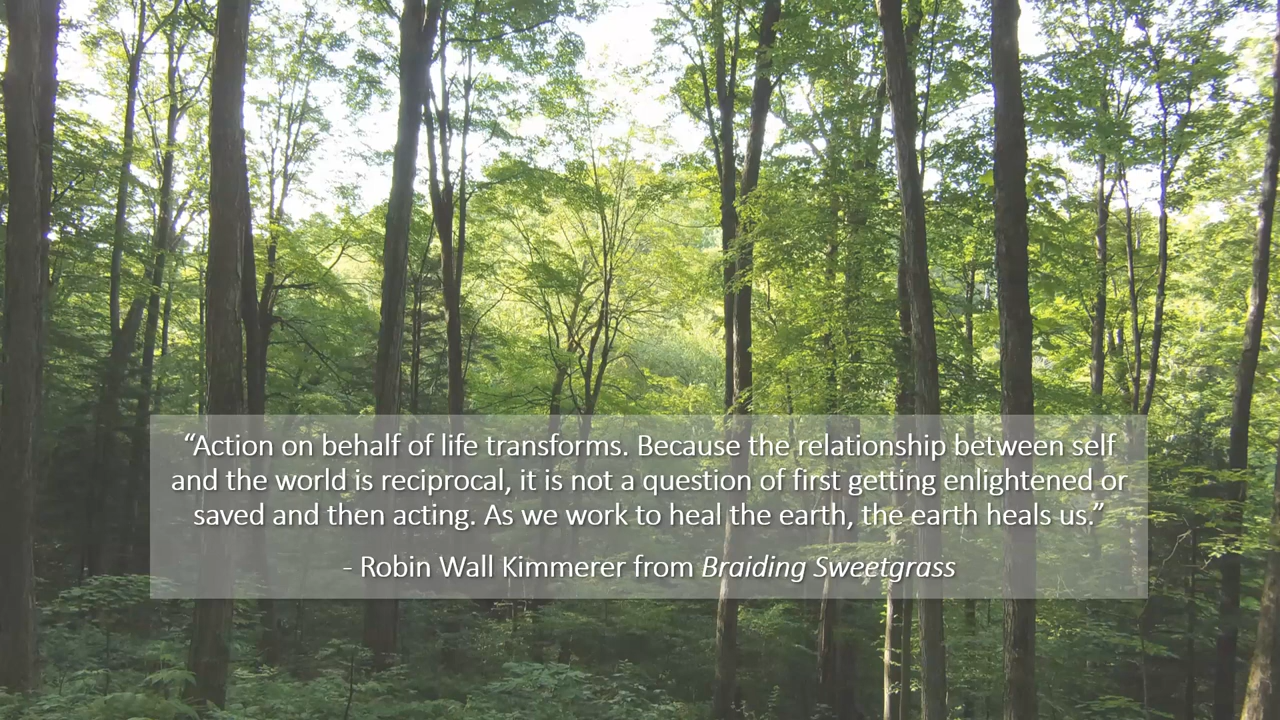 “Action on behalf of life transforms. Because the relationship between self
and the world is reciprocal, it is not a question of first getting enlightened or
saved and then acting. As we work to heal the earth, the earth heals us.”
- Robin Wall Kimmerer from Braiding Sweetgrass